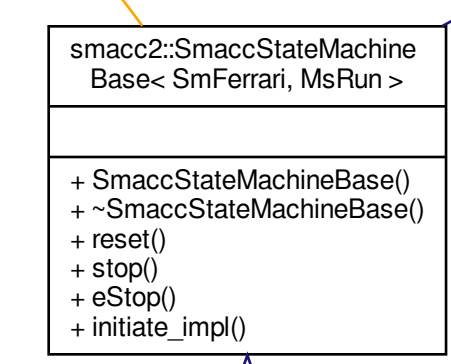 smacc2::SmaccStateMachine
Base< SmFerrari, MsRun >
+ SmaccStateMachineBase()
+ ~SmaccStateMachineBase()
+ reset()
+ stop()
+ eStop()
+ initiate_impl()